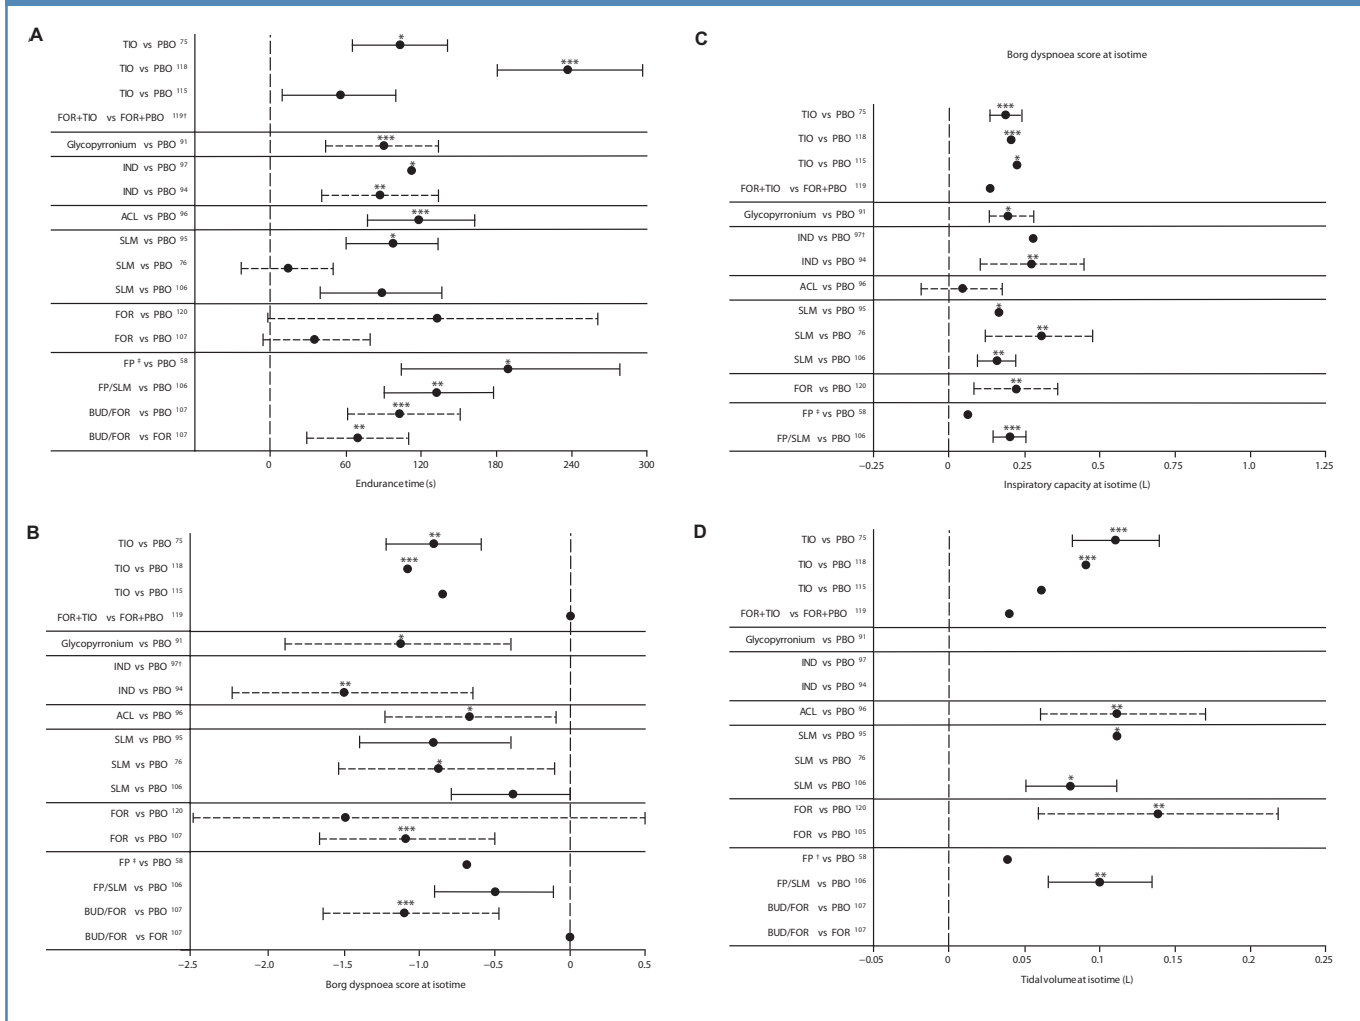 A
TIO vs PBO 75
*
TIO vs PBO 118
***
TIO vs PBO 115
FOR+TIO vs FOR+PBO 119†
Glycopyrronium vs PBO 91
***
IND vs PBO 97
*
IND vs PBO 94
**
ACL vs PBO 96
***
SLM vs PBO 95
*
SLM vs PBO 76
SLM vs PBO 106
FOR vs PBO 120
FOR vs PBO 107
FP ‡ vs PBO 58
*
FP/SLM vs PBO 106
**
BUD/FOR vs PBO 107
***
BUD/FOR vs FOR 107
**
0 60 120 180 240 300
Endurance time (s)
B
TIO vs PBO 75
**
TIO vs PBO 118
***
TIO vs PBO 115
FOR+TIO vs FOR+PBO 119
Glycopyrronium vs PBO 91
*
IND vs PBO 97†
IND vs PBO 94
**
ACL vs PBO 96
*
SLM vs PBO 95
SLM vs PBO 76
*
SLM vs PBO 106
FOR vs PBO 120
FOR vs PBO 107
***
FP ‡ vs PBO 58
FP/SLM vs PBO 106
BUD/FOR vs PBO 107
***
BUD/FOR vs FOR 107
−2.5 −2.0 −1.5 −1.0 −0.5 0 0.5
Borg dyspnoea score at isotime
C
Borg dyspnoea score at isotime
TIO vs PBO 75
***
TIO vs PBO 118
***
TIO vs PBO 115
*
FOR+TIO vs FOR+PBO 119
Glycopyrronium vs PBO 91
*
IND vs PBO 97†
IND vs PBO 94
**
ACL vs PBO 96
SLM vs PBO 95
*
SLM vs PBO 76
**
SLM vs PBO 106
**
FOR vs PBO 120
**
FP ‡ vs PBO 58
FP/SLM vs PBO 106
***
−0.25 0 0.25 0.5 0.75 1.0 1.25
Inspiratory capacity at isotime (L)
D
TIO vs PBO 75
***
TIO vs PBO 118
***
TIO vs PBO 115
FOR+TIO vs FOR+PBO 119
Glycopyrronium vs PBO 91
IND vs PBO 97
IND vs PBO 94
ACL vs PBO 96
**
SLM vs PBO 95
*
SLM vs PBO 76
SLM vs PBO 106
*
FOR vs PBO 120
**
FOR vs PBO 105
FP † vs PBO 58
FP/SLM vs PBO 106
**
BUD/FOR vs PBO 107
BUD/FOR vs FOR 107
−0.05 0 0.05 0.1 0.15 0.2 0.25
Tidal volume at isotime (L)